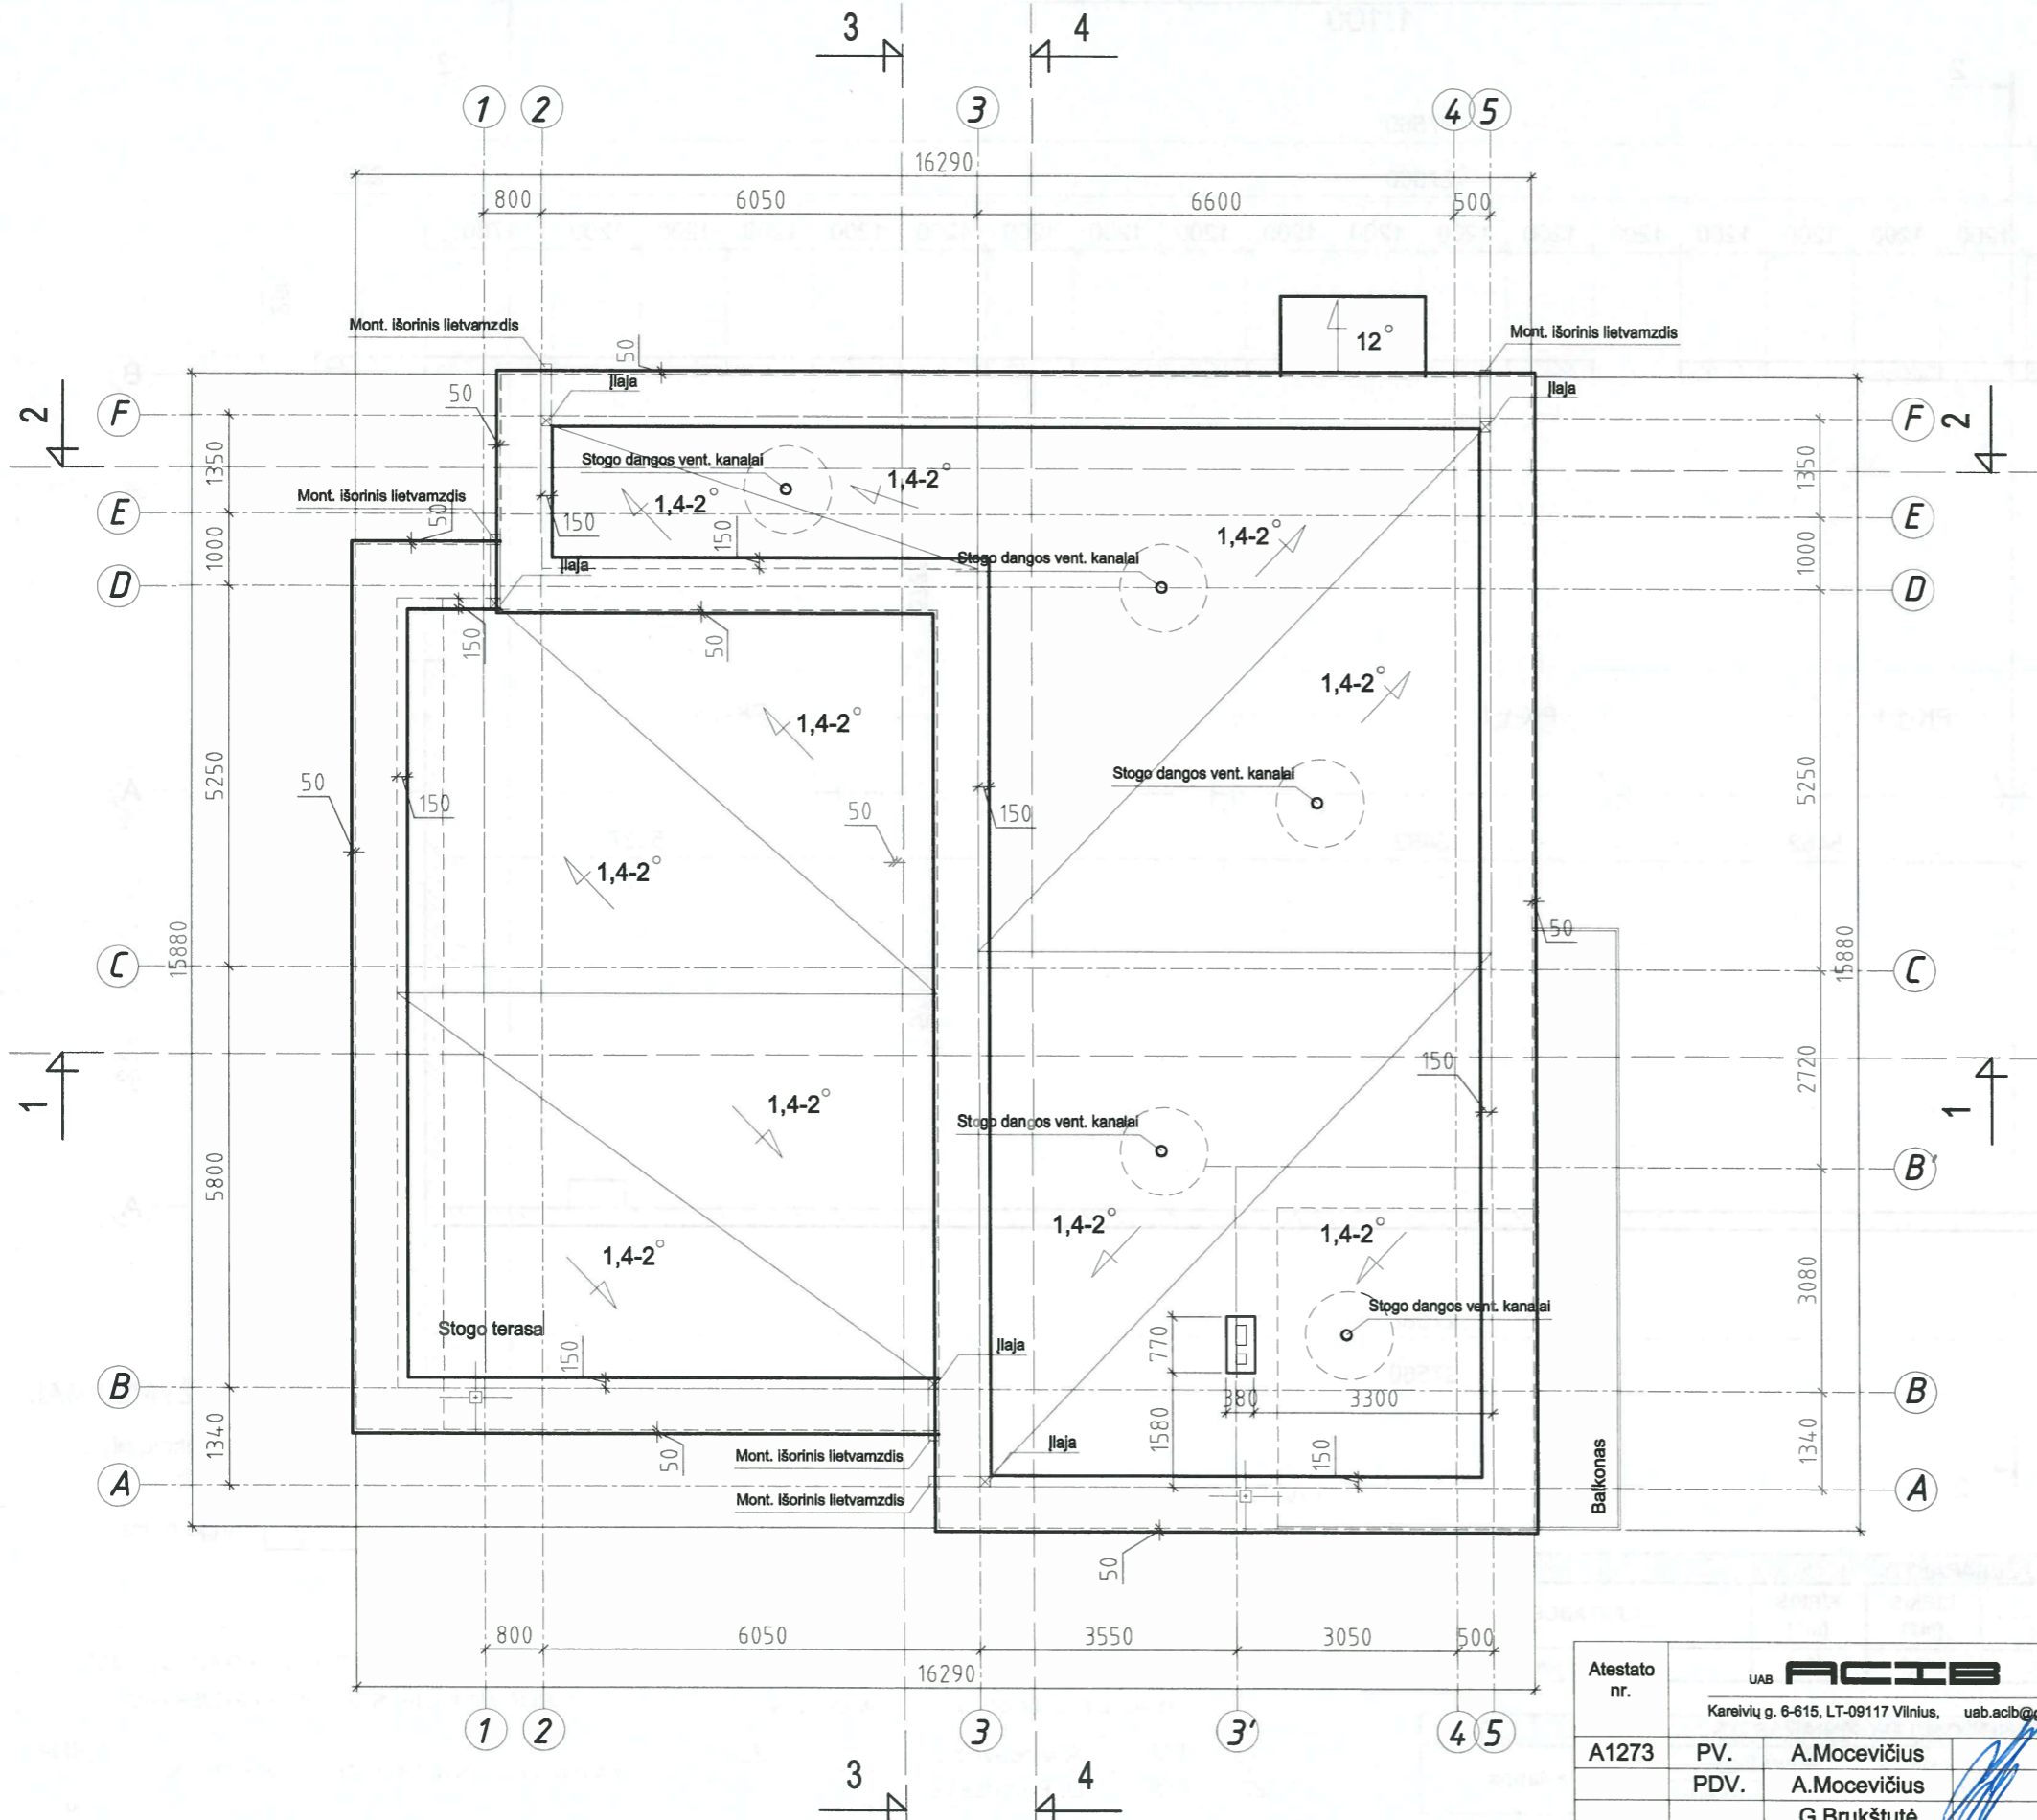 3 4
1 2 3 4 5
16290
800 6050 6600 500
Mont. išorinis lietvamzdis
50
12°
Mont. išorinis lietvamzdis
Įlaja
Įlaja
2
50
2
F
F
1350
Stogo dangos vent. kanalai
1,4-2°
1350
Mont. išorinis lietvamzdis
1,4-2°
E
50
150
150
1,4-2°
E
1000
Stogo dangos vent. kanalai
1000
D
Įlaja
D
150
50
1,4-2°
1,4-2°
5250
50
150
Stogo dangos vent. kanalai
5250
50
150
1,4-2°
15880
50
15880
C
C
1
150
2720
1
1,4-2°
Stogo dangos vent. kanalai
B'
5800
1,4-2°
1,4-2°
1,4-2°
3080
Stogo terasa
Stogo dangos vent. kanalai
150
Įlaja
770
B
380
3300
B
1340
50
Mont. išorinis lietvamzdis
Įlaja
1580
150
1340
A
Mont. išorinis lietvamzdis
Balkonas
A
50
800 6050 3550 3050 500
16290
1 2 3 3' 4 5
3 4
Atestato nr.
UAB ACIB
Kareivių g. 6-615, LT-09117 Vilnius, uab.acib@g
A1273 PV. A.Mocevičius
PDV. A.Mocevičius
G.Brukštutė